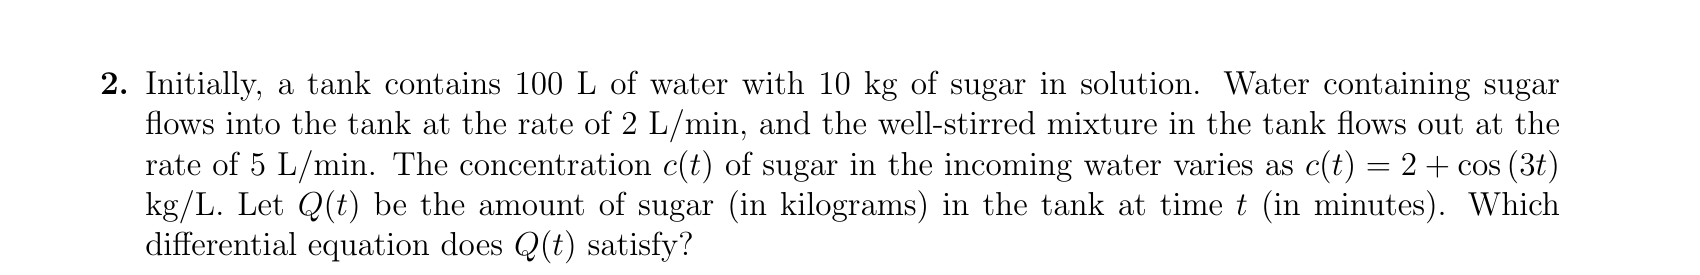 2. Initially, a tank contains 100 L of water with 10 kg of sugar in solution. Water containing sugar
flows into the tank at the rate of 2 L/min, and the well-stirred mixture in the tank flows out at the
rate of 5 L/min. The concentration c(t) of sugar in the incoming water varies as c(t) = 2 + cos (3t)
kg/L. Let Q(t) be the amount of sugar (in kilograms) in the tank at time t (in minutes). Which
differential equation does Q(t) satisfy?